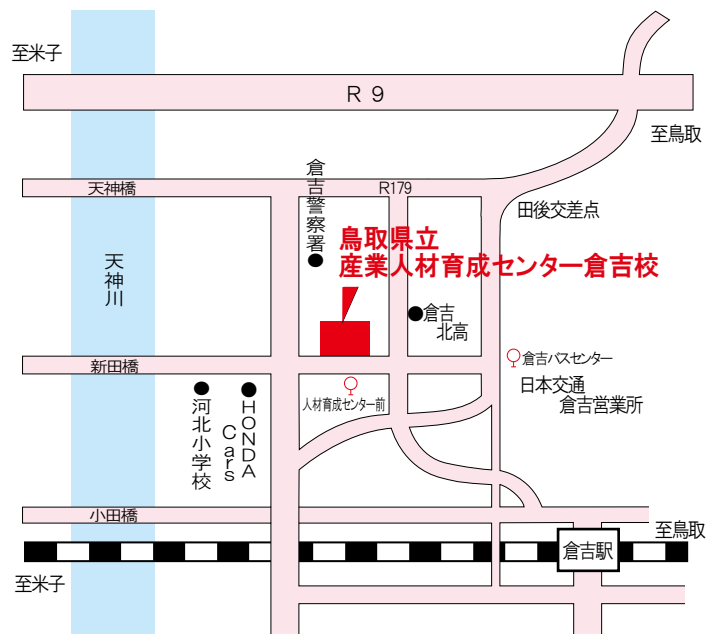 至米子
R 9
至鳥取
天神橋
倉吉警察署
R179
田後交差点
鳥取県立
産業人材育成センター倉吉校
天神川
倉吉
北高
新田橋
倉吉バスセンター
日本交通
倉吉営業所
人材育成センター前
河北小学校
HONDA
Cars
小田橋
至鳥取
倉吉駅
至米子